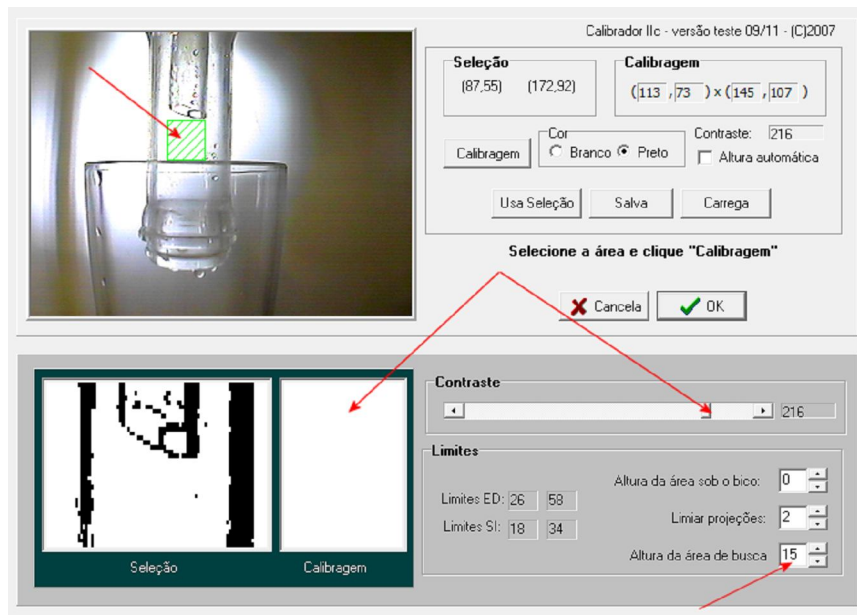 Calibrador IIc - versão teste 09/11 - (C)2007
Seleção
(87,55) (172,92)
Calibragem
(113 ,73 ) x (145 ,107 )
Calibragem
Cor
Branco Preto
Contraste: 216
Altura automática
Usa Seleção Salva Carrega
Selecione a área e clique "Calibragem"
Cancela OK
Seleção Calibragem
Contraste
216
Limites
Altura da área sob o bico: 0
Limites ED: 26 58
Limiar projeções: 2
Limites SI: 18 34
Altura da área de busca 15